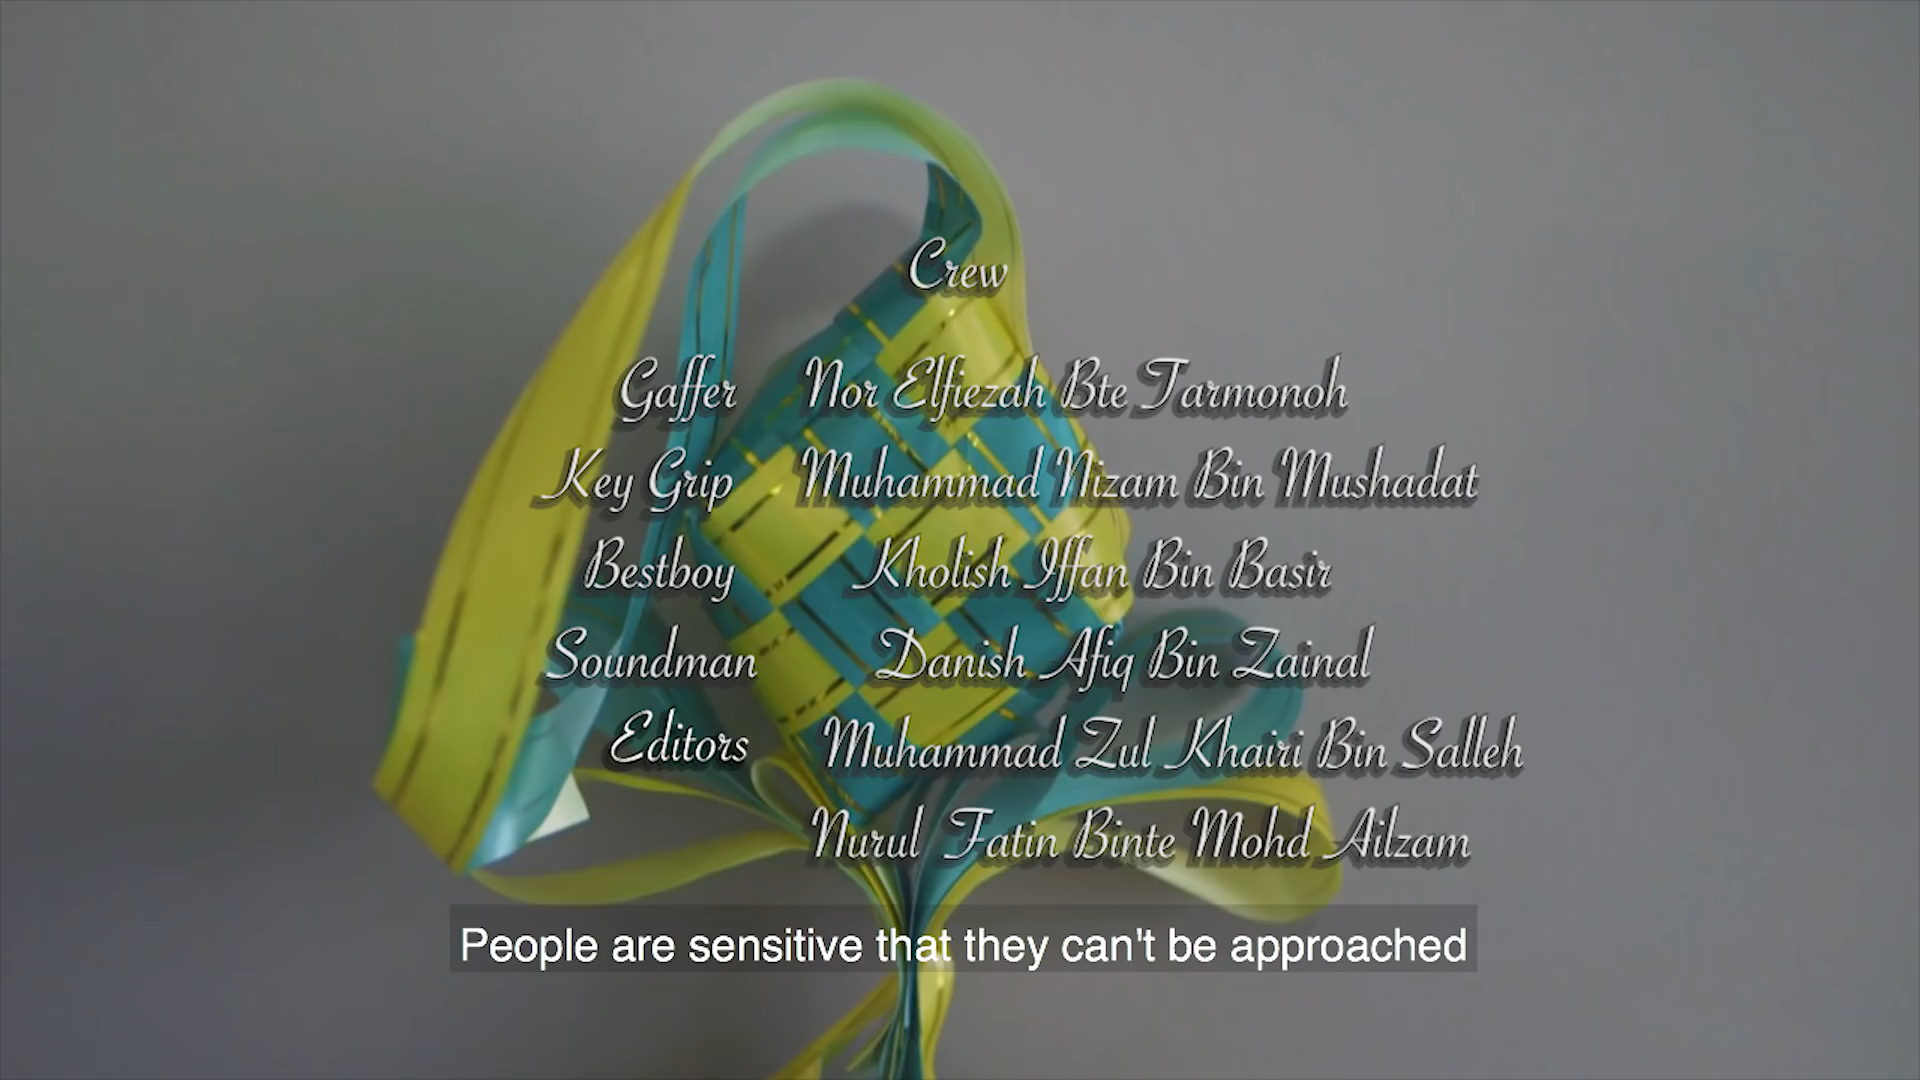 Crew
Gaffer Nor Elfiezah Bte Tarmonoh
Key Grip Muhammad Nizam Bin Mushadat
Bestboy Kholish Iffan Bin Basir
Soundman Danish Afiq Bin Zainal
Editors Muhammad Zul Khairi Bin Salleh
Nurul Fatin Binte Mohd Ailzam
People are sensitive that they can't be approached